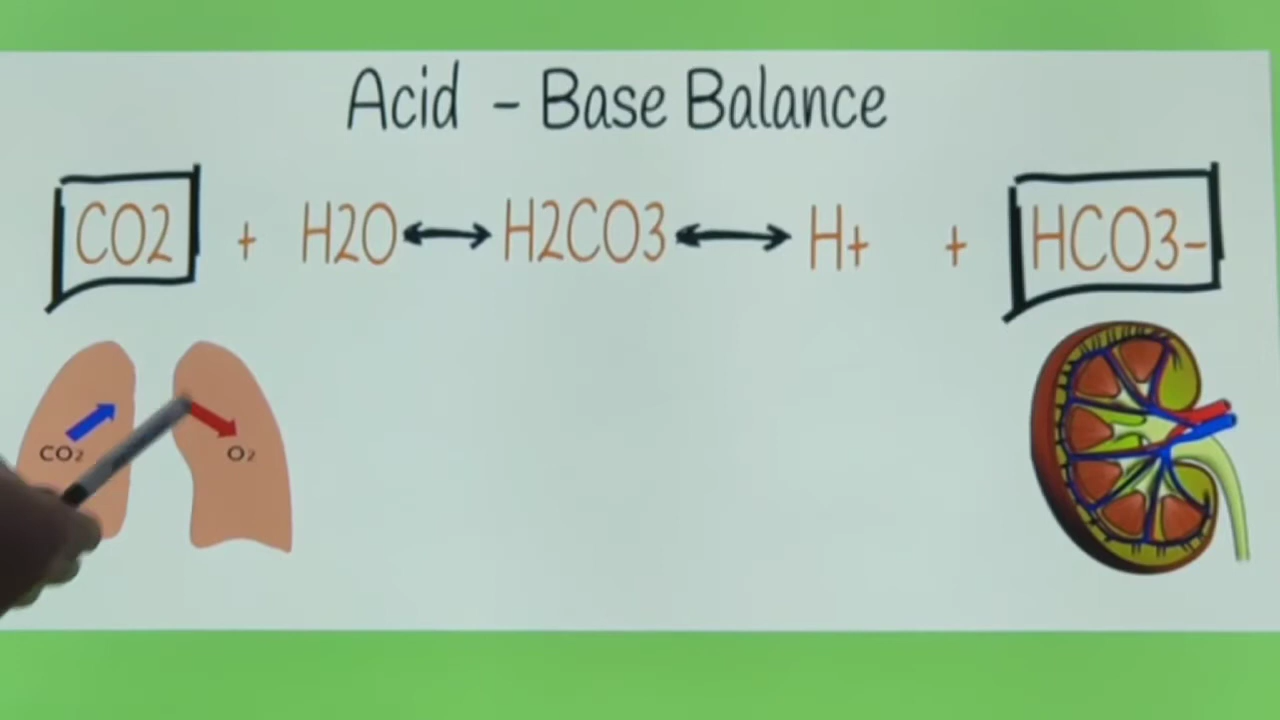 Acid - Base Balance
CO2 + H2O ↔ H2CO3 ↔ H+ + HCO3-
CO₂
O₂